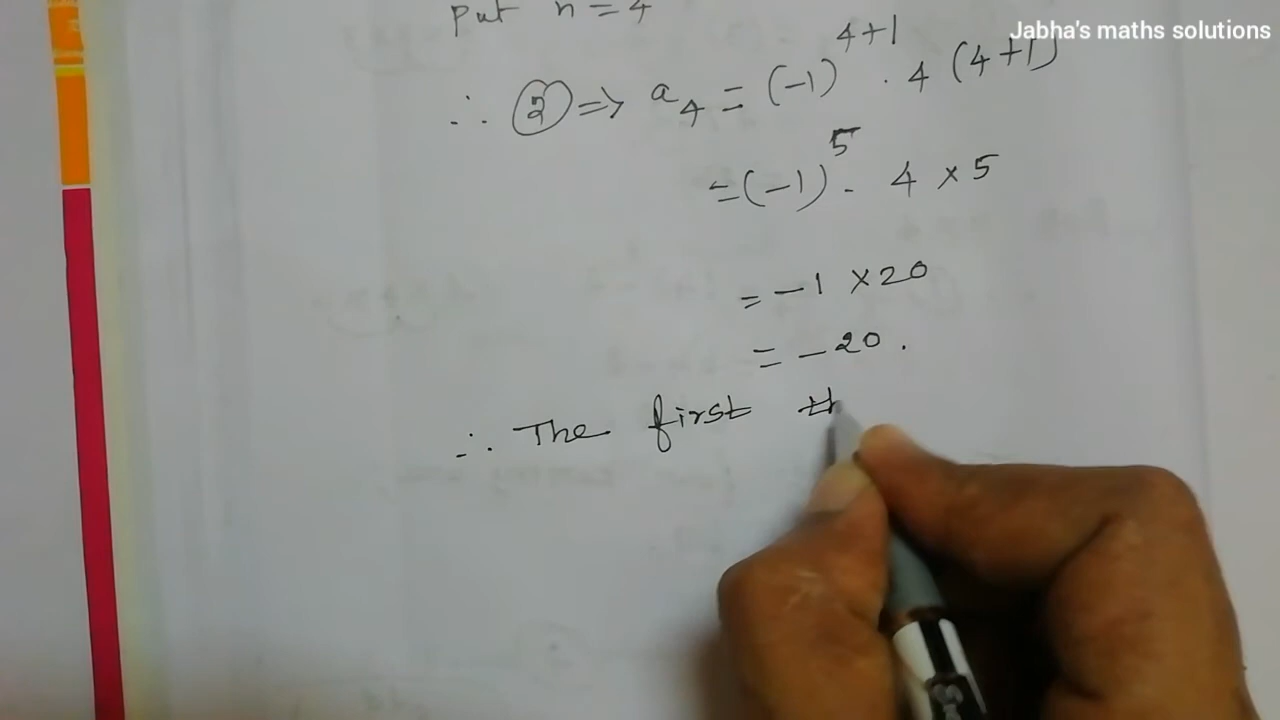 Put n = 4
Jabha's maths solutions
∴ ② ⇒ a₄ = (-1)⁴⁺¹ . 4 (4+1)
= (-1)⁵ . 4 × 5
= -1 × 20
= -20 .
∴ The first th